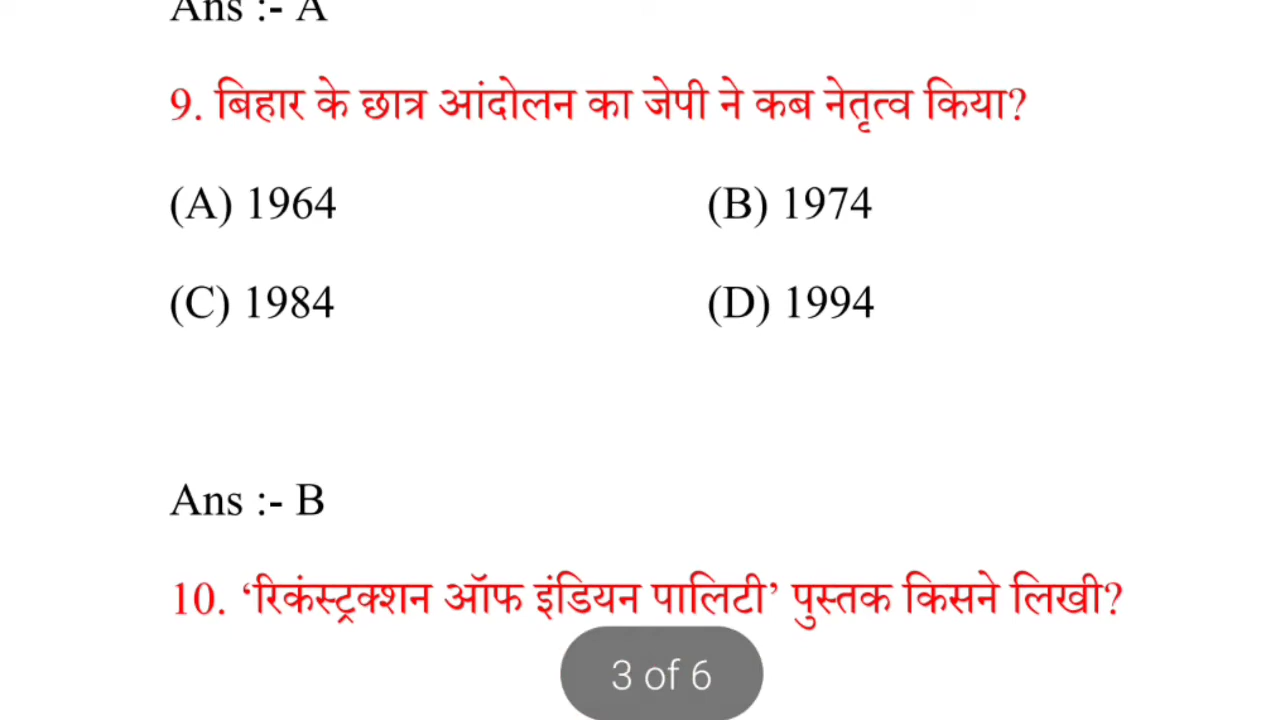 Ans :- A
9. बिहार के छात्र आंदोलन का जेपी ने कब नेतृत्व किया?
(A) 1964 (B) 1974
(C) 1984 (D) 1994
Ans :- B
10. ‘रिकंस्ट्रक्शन ऑफ इंडियन पालिटी’ पुस्तक किसने लिखी?
3 of 6